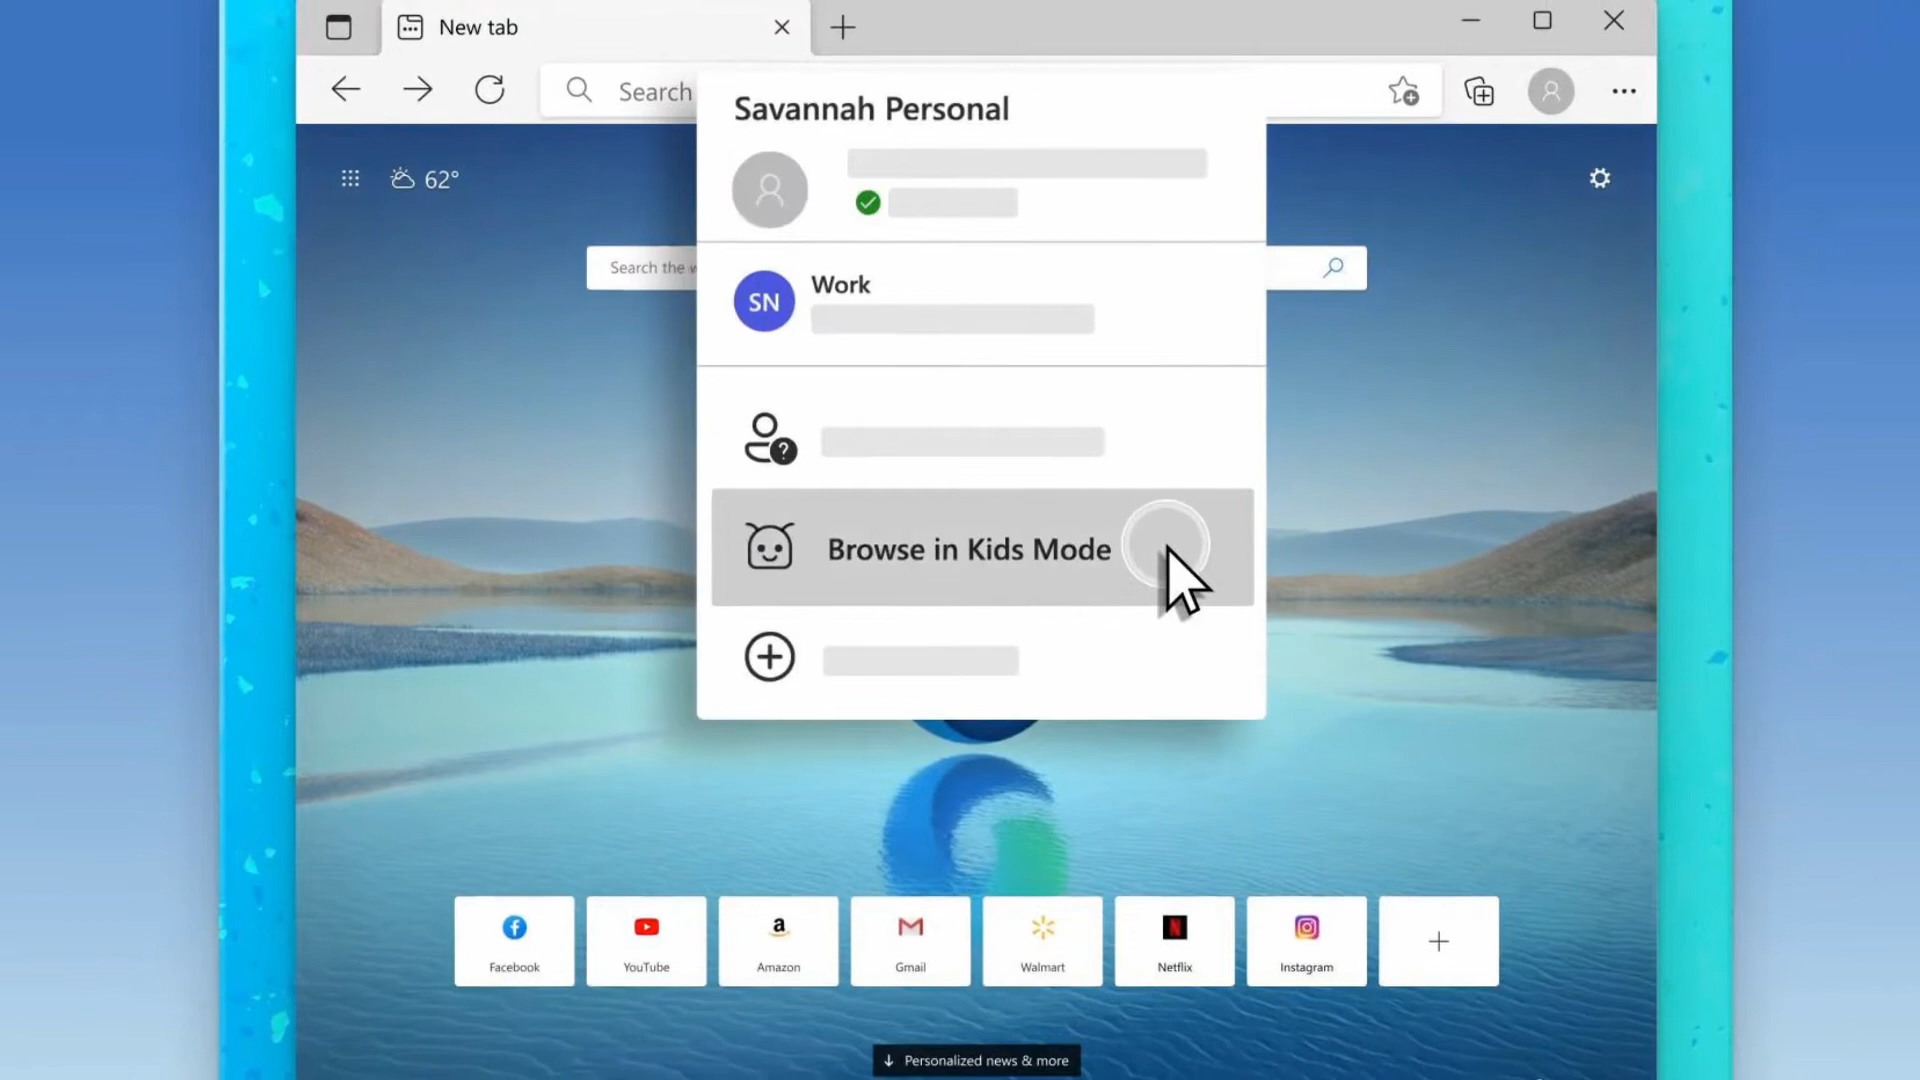 New tab
Search
Savannah Personal
62°
Search the w
SN
Work
?
Browse in Kids Mode
a
N
Facebook
YouTube
Amazon
Gmail
Walmart
Netflix
Instagram
Personalized news & more